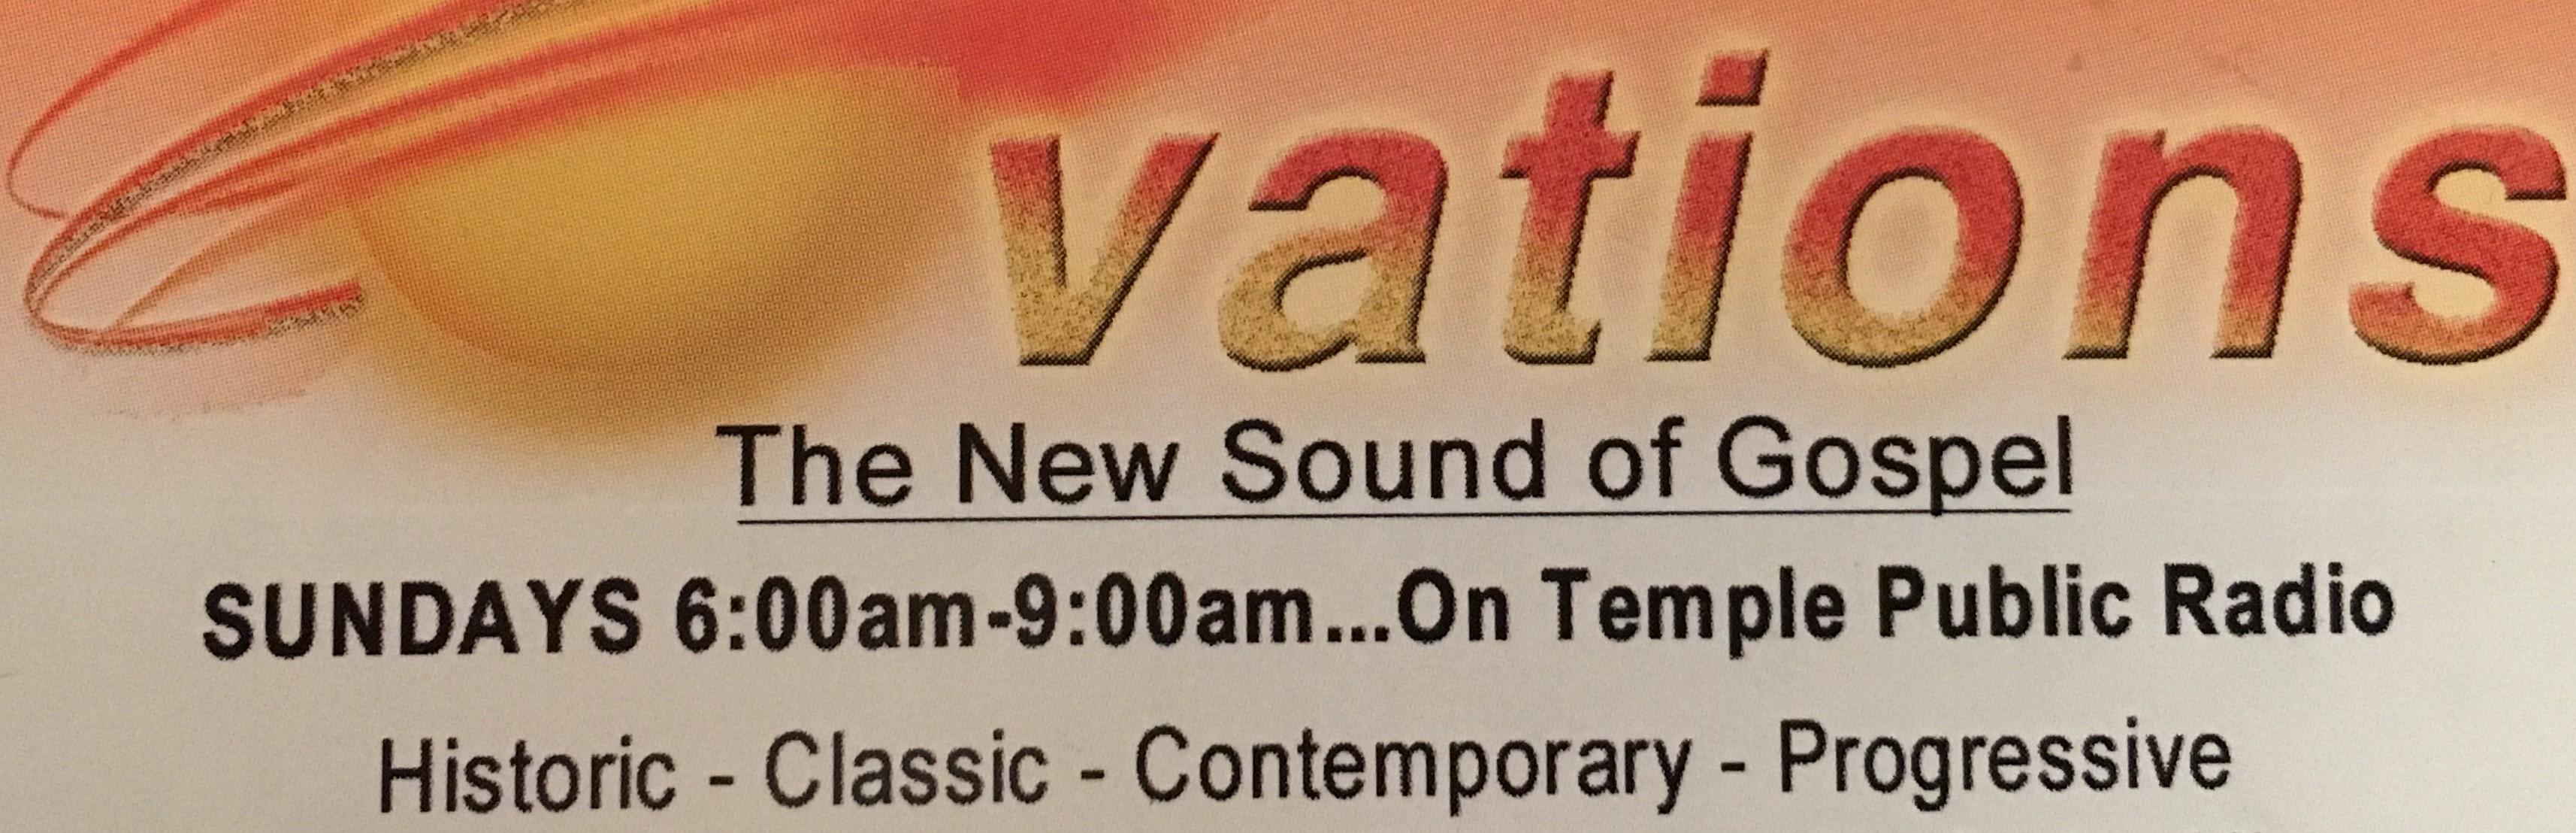 vations
The New Sound of Gospel
SUNDAYS 6:00am-9:00am...On Temple Public Radio
Historic - Classic - Contemporary - Progressive